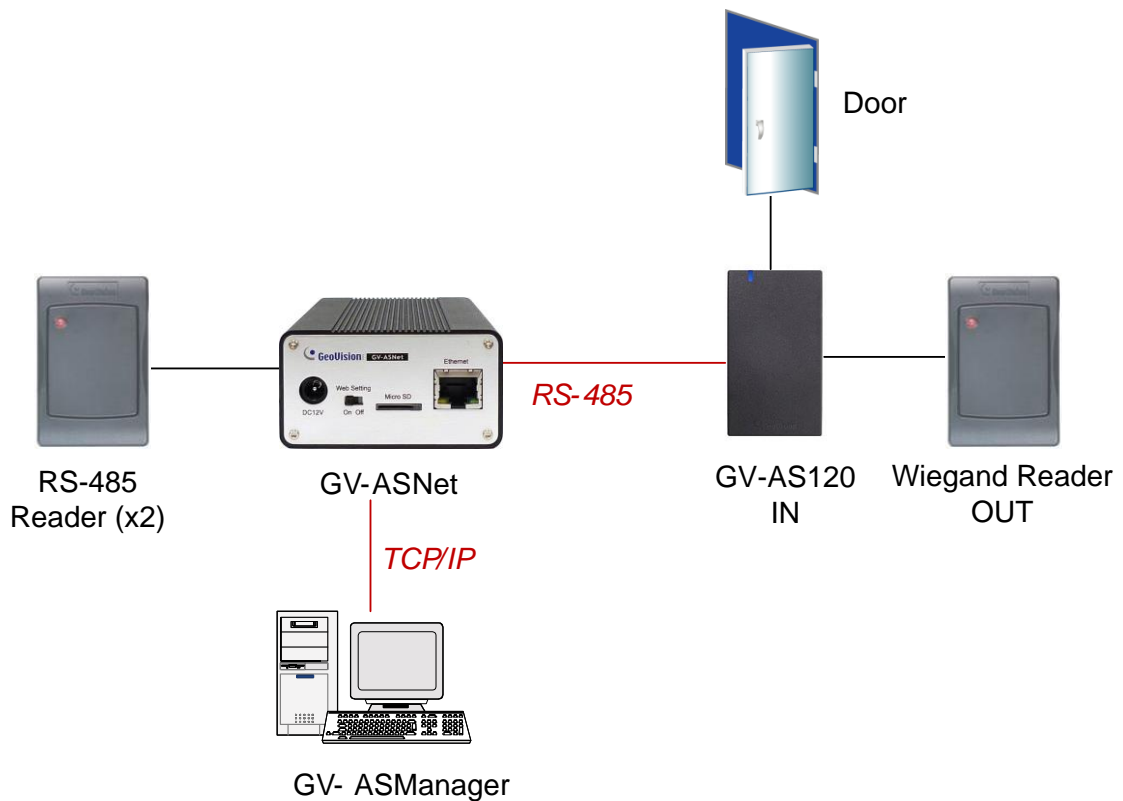 Door
GeoVision GV-ASNet
Ethernet
Web Setting
Micro SD
DC12V
On Off
RS-485
RS-485
Reader (x2)
GV-ASNet
GV-AS120
IN
Wiegand Reader
OUT
TCP/IP
GV- ASManager